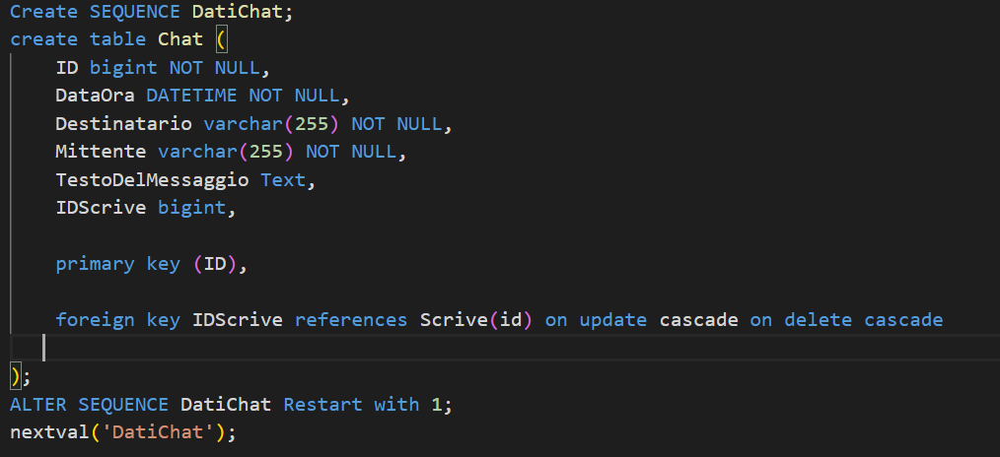 Create SEQUENCE DatiChat;
create table Chat (
ID bigint NOT NULL,
DataOra DATETIME NOT NULL,
Destinatario varchar(255) NOT NULL,
Mittente varchar(255) NOT NULL,
TestoDelMessaggio Text,
IDScrive bigint,
primary key (ID),
foreign key IDScrive references Scrive(id) on update cascade on delete cascade
);
ALTER SEQUENCE DatiChat Restart with 1;
nextval('DatiChat');